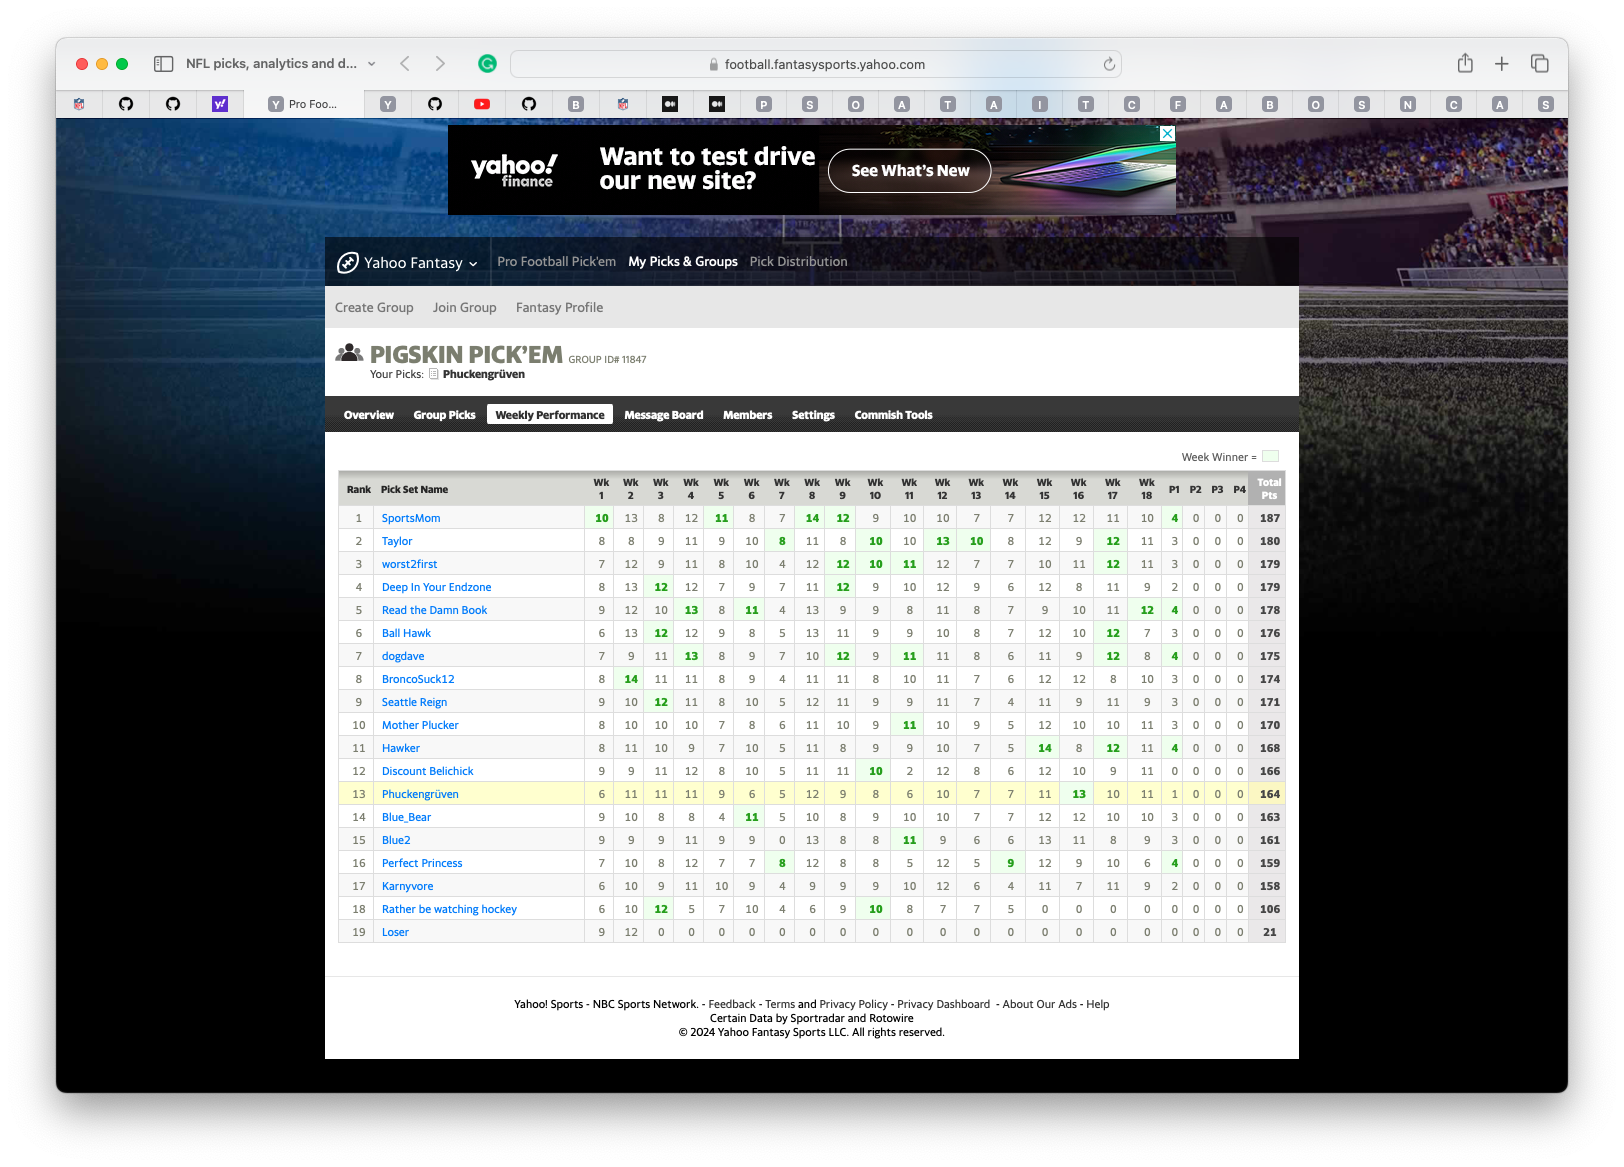 NFL picks, analytics and d...
football.fantasysports.yahoo.com
Y Pro Foo... Y B P S O A T A I T C F A B O S N C A S
yahoo!
finance
Want to test drive
our new site?
See What's New
Yahoo Fantasy Pro Football Pick'em My Picks & Groups Pick Distribution
Create Group Join Group Fantasy Profile
PIGSKIN PICK'EM GROUP ID# 11847
Your Picks: Phuckengrüven
Overview Group Picks Weekly Performance Message Board Members Settings Commish Tools
Week Winner =
Rank Pick Set Name Wk 1 Wk 2 Wk 3 Wk 4 Wk 5 Wk 6 Wk 7 Wk 8 Wk 9 Wk 10 Wk 11 Wk 12 Wk 13 Wk 14 Wk 15 Wk 16 Wk 17 Wk 18 P1 P2 P3 P4 Total Pts
1 SportsMom 10 13 8 12 11 8 7 14 12 9 10 10 7 7 12 12 11 10 4 0 0 0 187
2 Taylor 8 8 9 11 9 10 8 11 8 10 10 13 10 8 12 9 12 11 3 0 0 0 180
3 worst2first 7 12 9 11 8 10 4 12 12 10 11 12 7 7 10 11 12 11 3 0 0 0 179
4 Deep In Your Endzone 8 13 12 12 7 9 7 11 12 9 10 12 9 6 12 8 11 9 2 0 0 0 179
5 Read the Damn Book 9 12 10 13 8 11 4 13 9 9 8 11 8 7 9 10 11 12 4 0 0 0 178
6 Ball Hawk 6 13 12 12 9 8 5 13 11 9 9 10 8 7 12 10 12 7 3 0 0 0 176
7 dogdave 7 9 11 13 8 9 7 10 12 9 11 11 8 6 11 9 12 8 4 0 0 0 175
8 BroncoSuck12 8 14 11 11 8 9 4 11 11 8 10 11 7 6 12 12 8 10 3 0 0 0 174
9 Seattle Reign 9 10 12 11 8 10 5 12 11 9 9 11 7 4 11 9 11 9 3 0 0 0 171
10 Mother Plucker 8 10 10 10 7 8 6 11 10 9 11 10 9 5 12 10 10 11 3 0 0 0 170
11 Hawker 8 11 10 9 7 10 5 11 8 9 9 10 7 5 14 8 12 11 4 0 0 0 168
12 Discount Belichick 9 9 11 12 8 10 5 11 11 10 2 12 8 6 12 10 9 11 0 0 0 0 166
13 Phuckengrüven 6 11 11 11 9 6 5 12 9 8 6 10 7 7 11 13 10 11 1 0 0 0 164
14 Blue_Bear 9 10 8 8 4 11 5 10 8 9 10 10 7 7 12 12 10 10 3 0 0 0 163
15 Blue2 9 9 9 11 9 9 0 13 8 8 11 9 6 6 13 11 8 9 3 0 0 0 161
16 Perfect Princess 7 10 8 12 7 7 8 12 8 8 5 12 5 9 12 9 10 6 4 0 0 0 159
17 Karnyvore 6 10 9 11 10 9 4 9 9 9 10 12 6 4 11 7 11 9 2 0 0 0 158
18 Rather be watching hockey 6 10 12 5 7 10 4 6 9 10 8 7 7 5 0 0 0 0 0 0 0 0 106
19 Loser 9 12 0 0 0 0 0 0 0 0 0 0 0 0 0 0 0 0 0 0 0 0 21
Yahoo! Sports - NBC Sports Network. - Feedback - Terms and Privacy Policy - Privacy Dashboard - About Our Ads - Help
Certain Data by Sportradar and Rotowire
© 2024 Yahoo Fantasy Sports LLC. All rights reserved.